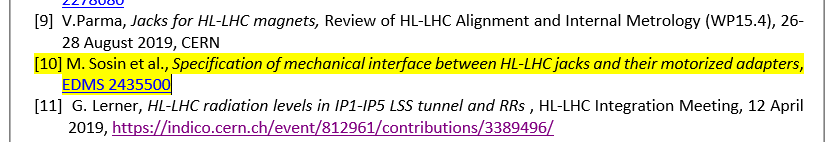 2278080
[9] V.Parma, Jacks for HL-LHC magnets, Review of HL-LHC Alignment and Internal Metrology (WP15.4), 26-
28 August 2019, CERN
[10] M. Sosin et al., Specification of mechanical interface between HL-LHC jacks and their motorized adapters,
EDMS 2435500
[11] G. Lerner, HL-LHC radiation levels in IP1-IP5 LSS tunnel and RRs , HL-LHC Integration Meeting, 12 April
2019, https://indico.cern.ch/event/812961/contributions/3389496/